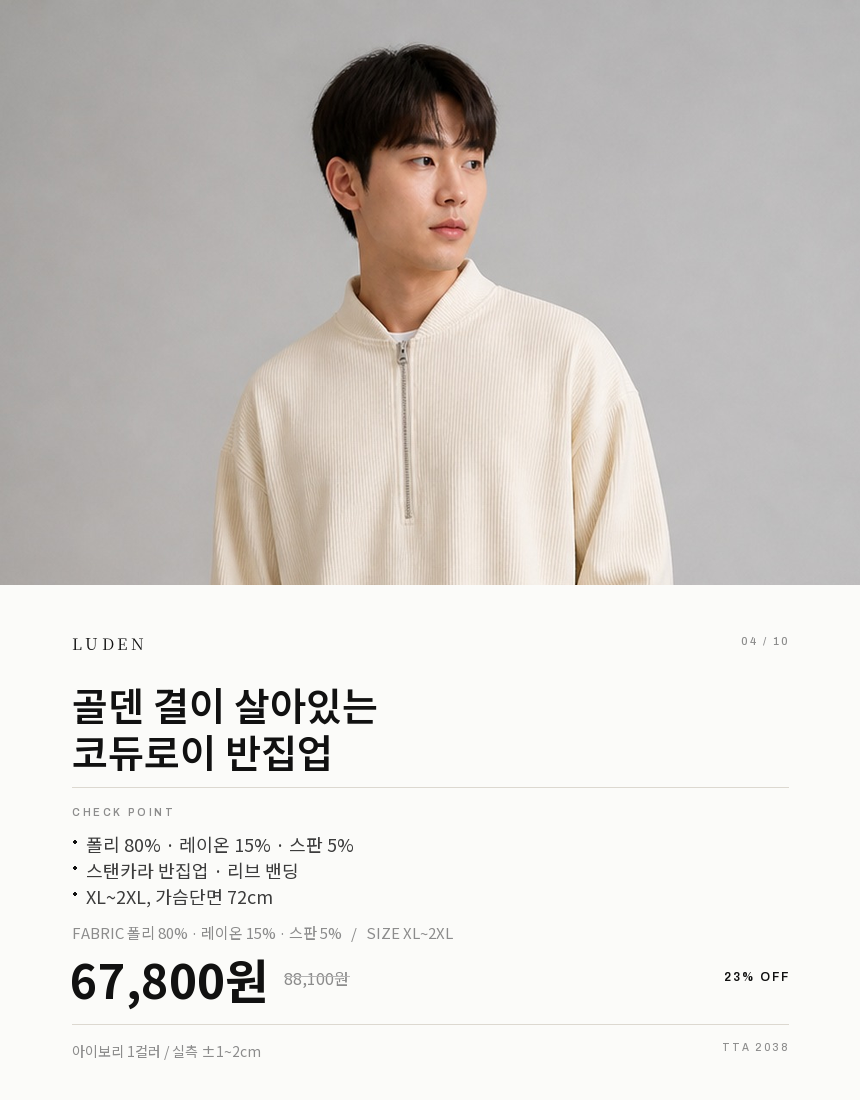 LUDEN
04 / 10
골덴 결이 살아있는
코듀로이 반집업
CHECK POINT
• 폴리 80% · 레이온 15% · 스판 5%
• 스탠카라 반집업 · 리브 밴딩
• XL~2XL, 가슴단면 72cm
FABRIC 폴리 80% · 레이온 15% · 스판 5% / SIZE XL~2XL
67,800원 88,100원
23% OFF
아이보리 1컬러 / 실측 ±1~2cm
TTA 2038